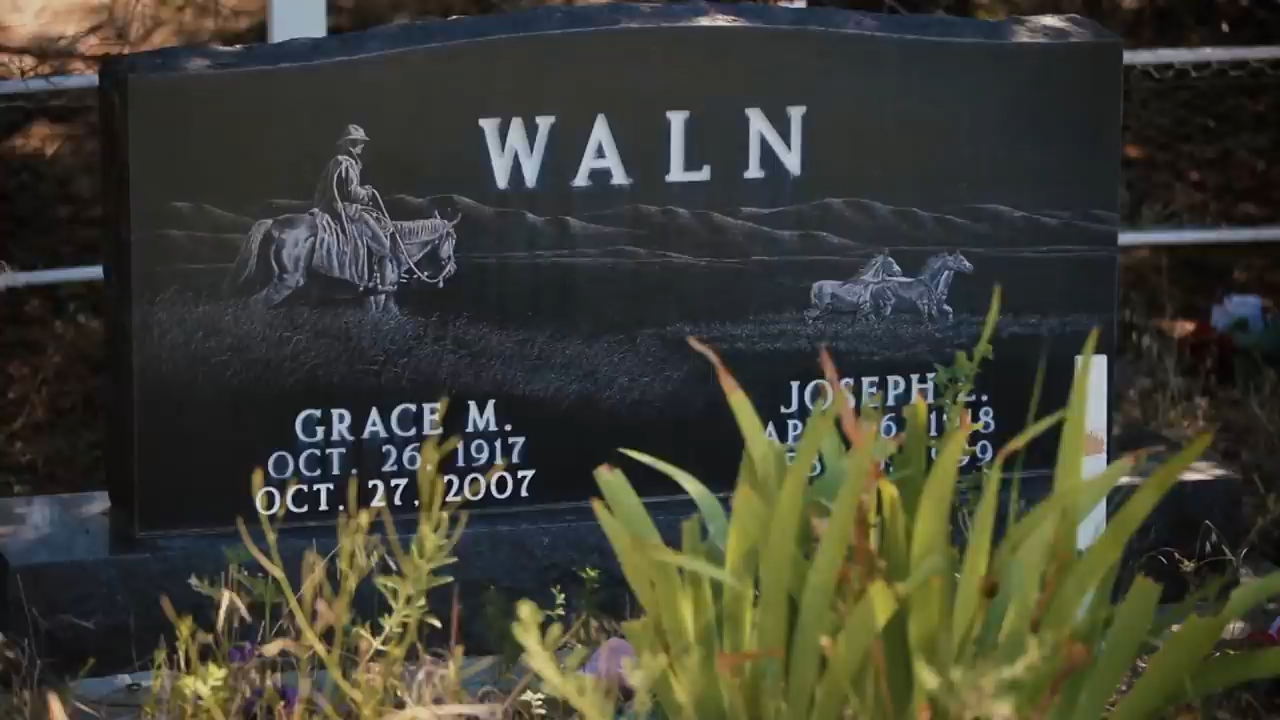 WALN
GRACE M.
OCT. 26, 1917
OCT. 27, 2007
JOSEPH